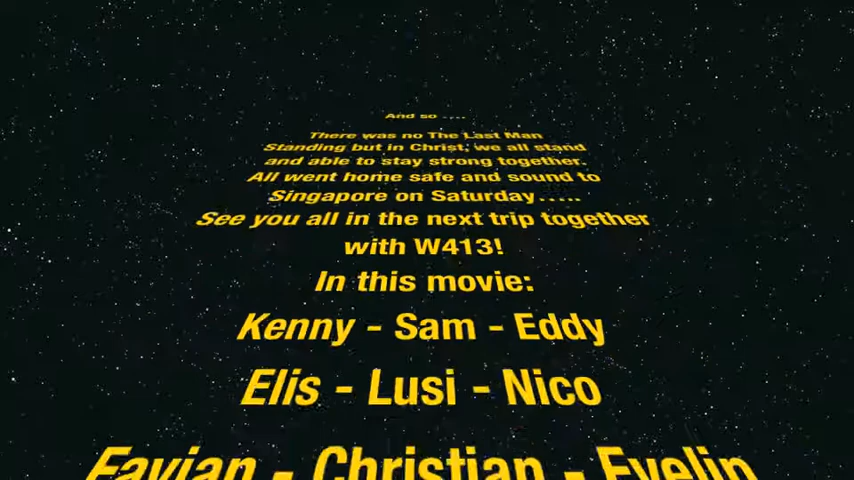 And so ....
There was no The Last Man
Standing but in Christ, we all stand
and able to stay strong together.
All went home safe and sound to
Singapore on Saturday.....
See you all in the next trip together
with W413!
In this movie:
Kenny - Sam - Eddy
Elis - Lusi - Nico
Favian - Christian - Evelin